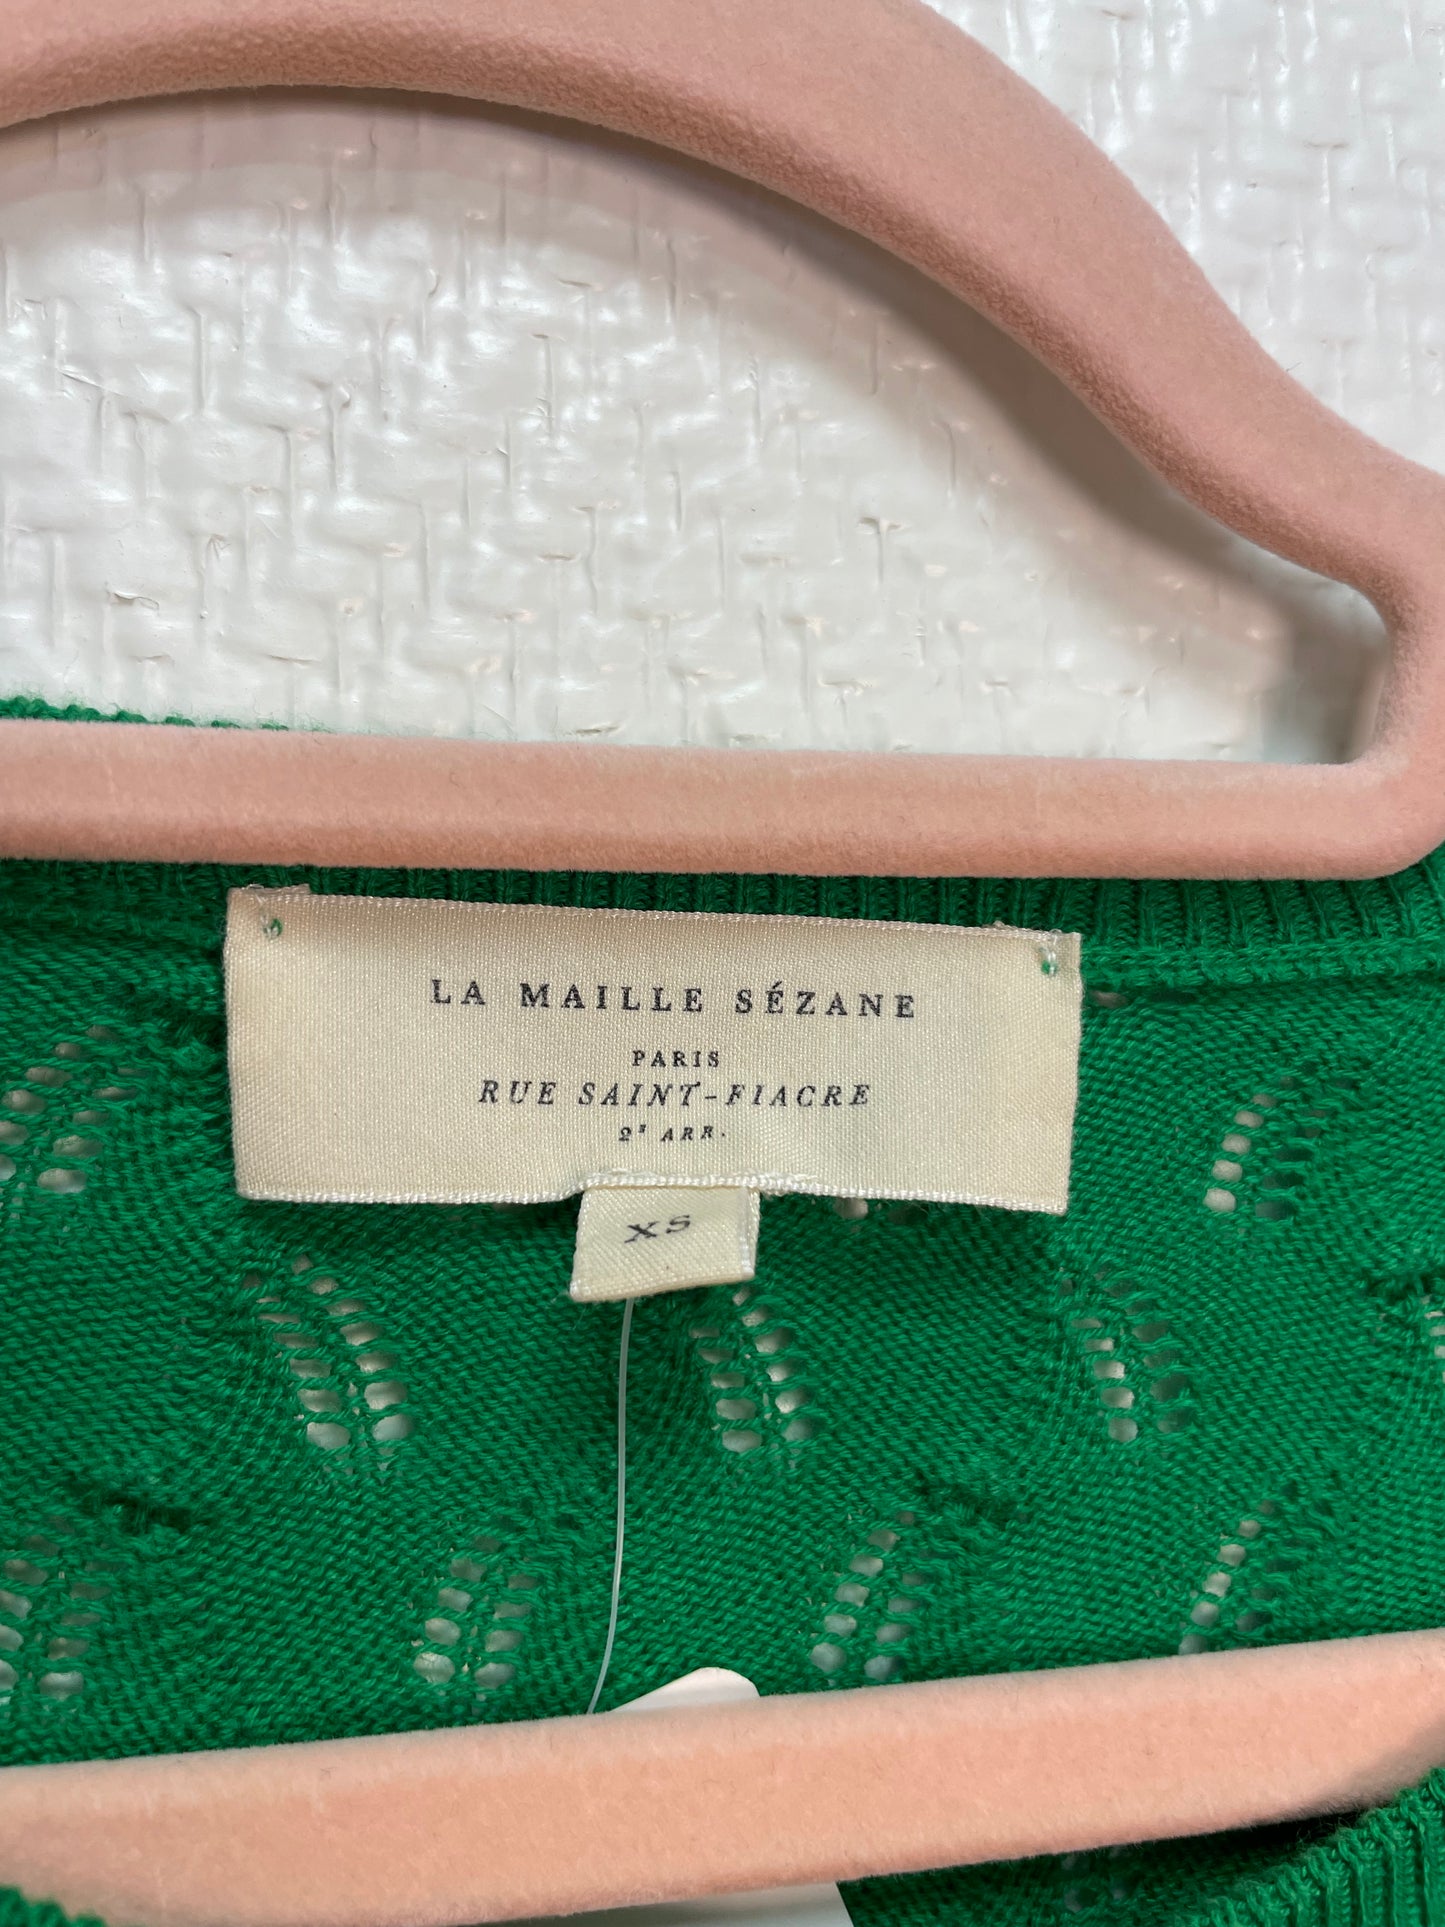 LA MAILLE SÉZANE
PARIS
RUE SAINT-FIACRE
2E ARR.
XS